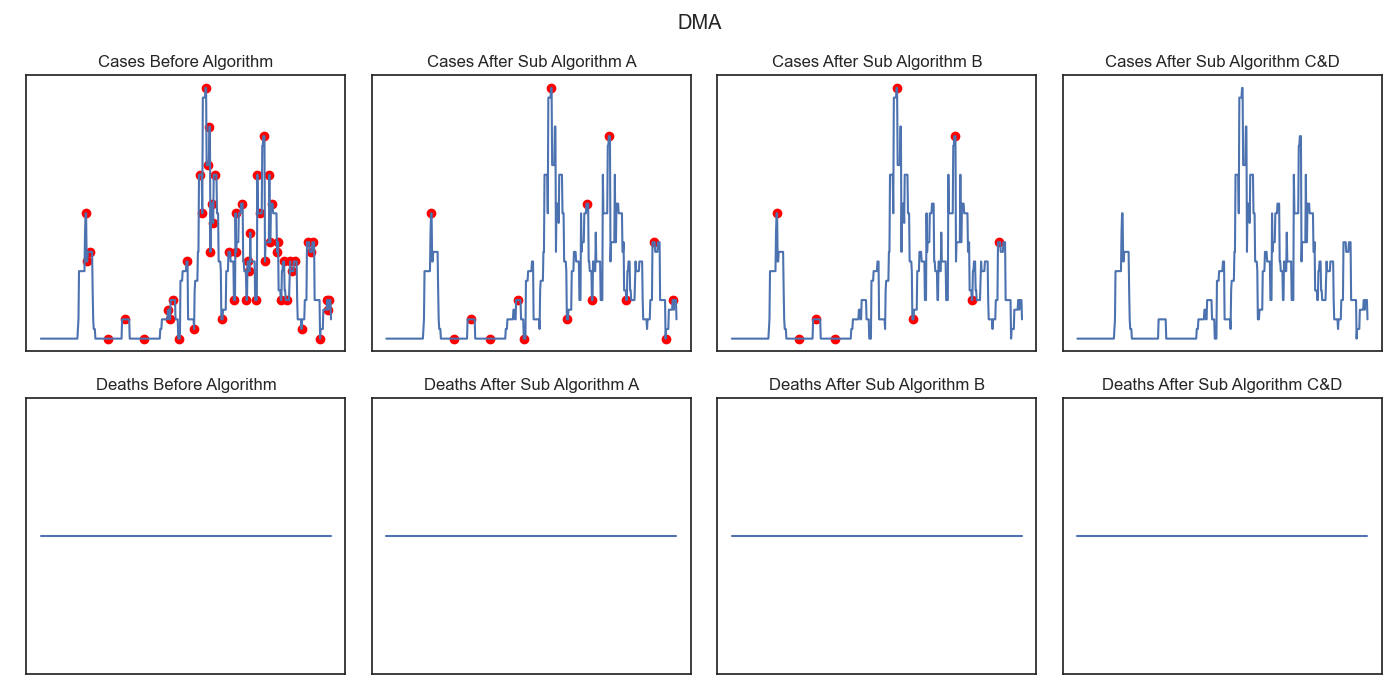 DMA
Cases Before Algorithm
Cases After Sub Algorithm A
Cases After Sub Algorithm B
Cases After Sub Algorithm C&D
Deaths Before Algorithm
Deaths After Sub Algorithm A
Deaths After Sub Algorithm B
Deaths After Sub Algorithm C&D